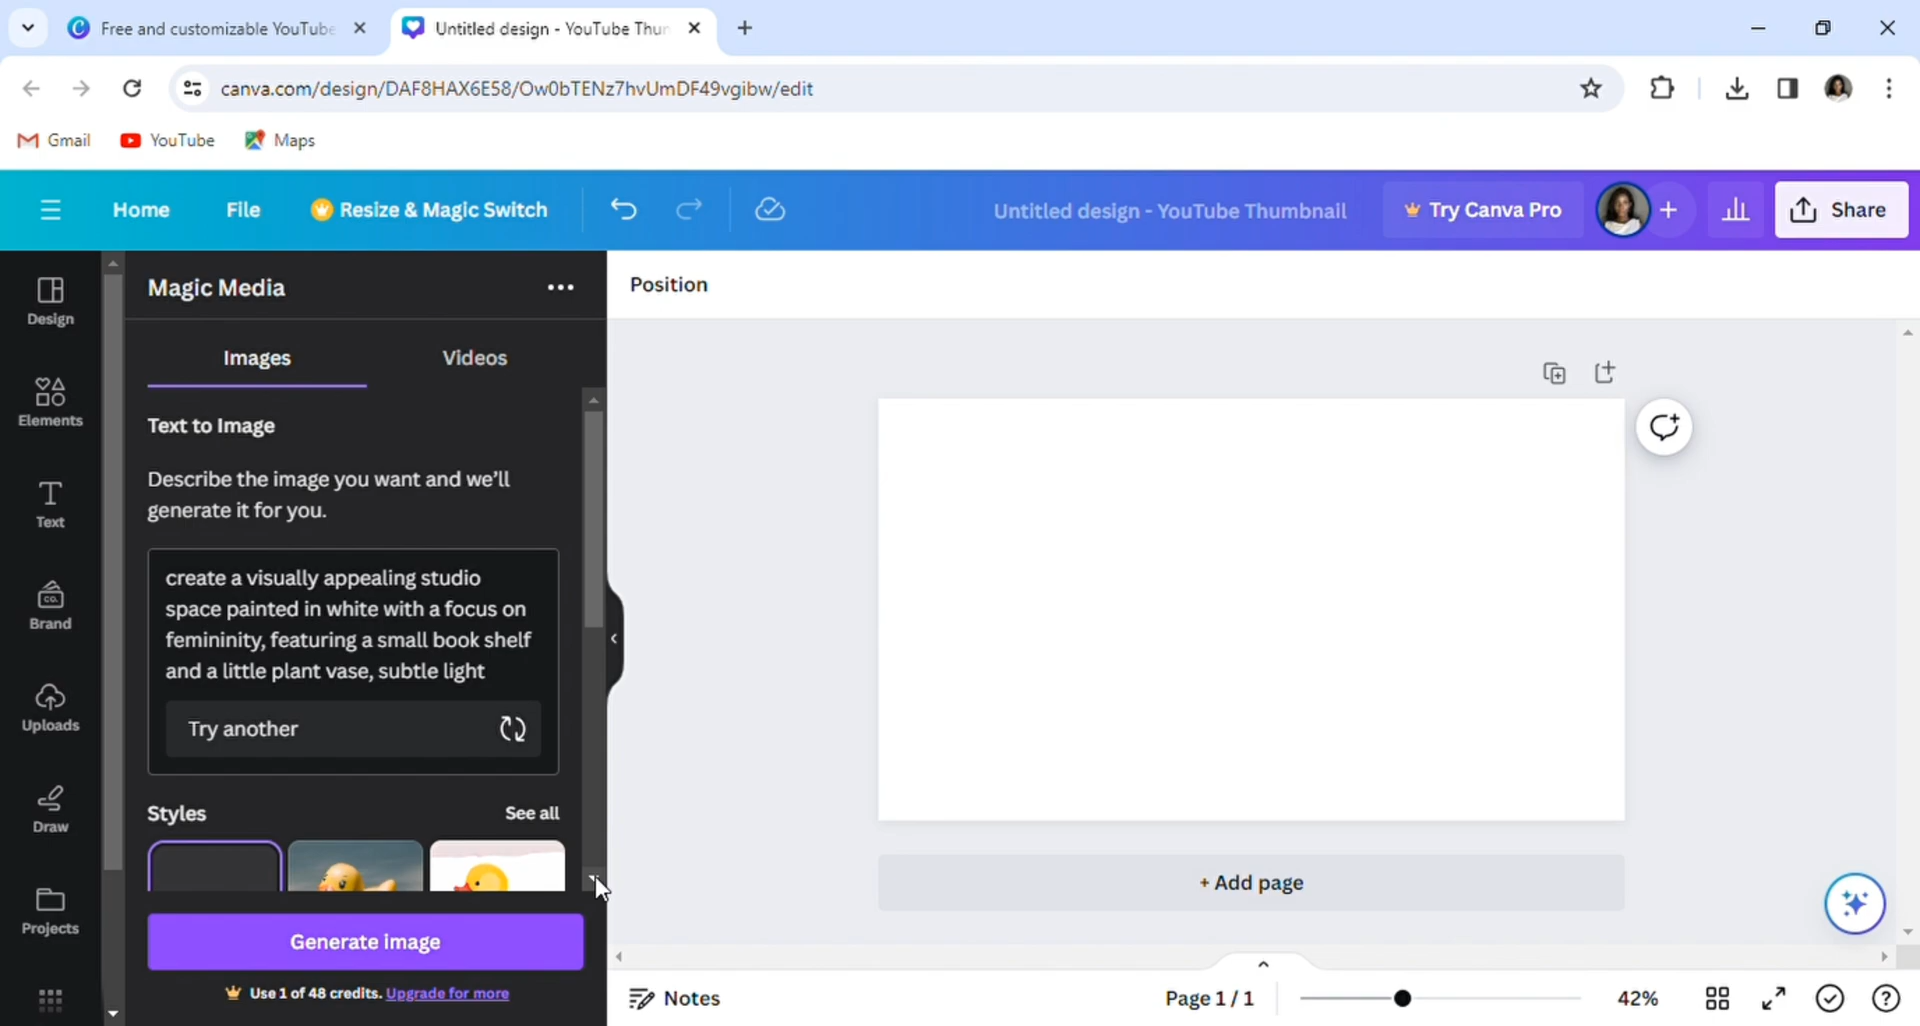 Free and customizable YouTube
Untitled design - YouTube Thun
canva.com/design/DAF8HAX6E58/Ow0bTENz7hvUmDF49vgibw/edit
Gmail
YouTube
Maps
Home
File
Resize & Magic Switch
Untitled design - YouTube Thumbnail
Try Canva Pro
Share
Design
Elements
Text
CO.
Brand
Uploads
Draw
Projects
Magic Media
Images
Videos
Text to Image
Describe the image you want and we'll
generate it for you.
create a visually appealing studio
space painted in white with a focus on
femininity, featuring a small book shelf
and a little plant vase, subtle light
Try another
Styles
See all
Generate image
Use 1 of 48 credits. Upgrade for more
Position
+ Add page
Notes
Page 1 / 1
42%